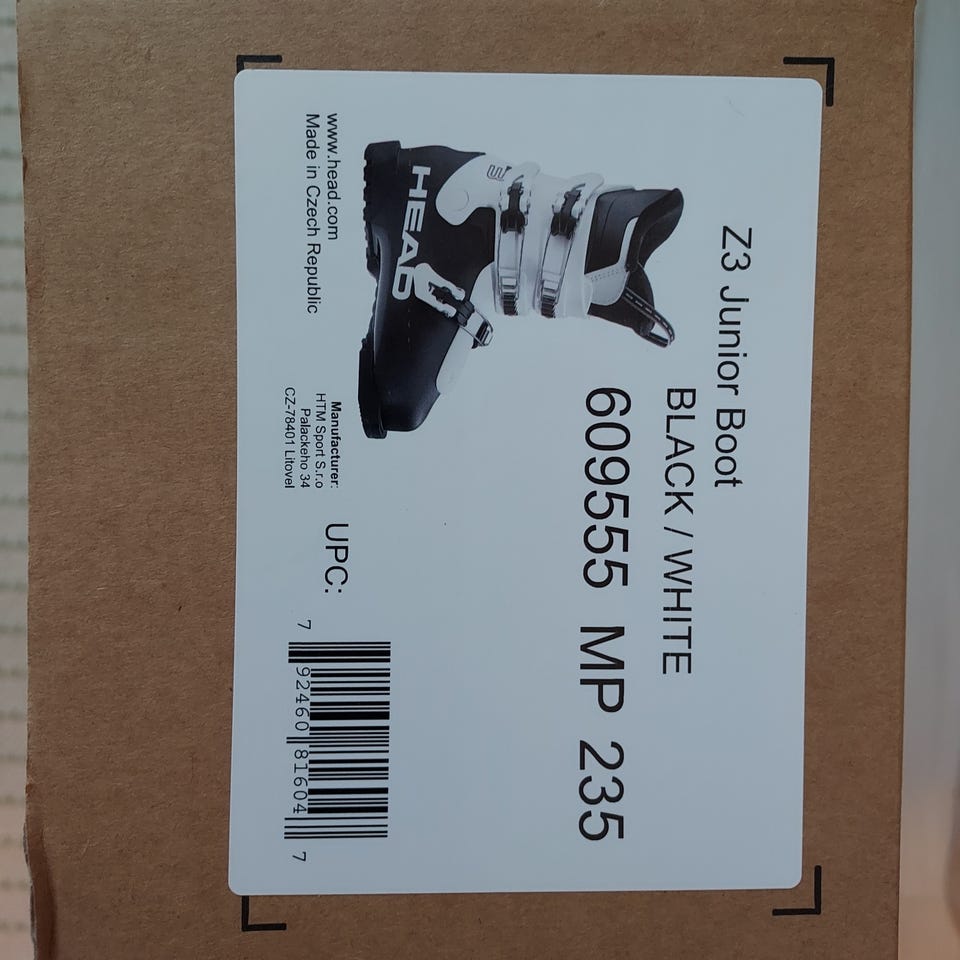 Z3 Junior Boot
BLACK / WHITE
609555 MP 235
HEAD
3
www.head.com
Made in Czech Republic
Manufacturer:
HTM Sport S.r.o
Palackeho 34
CZ-78401 Litovel
UPC:
7 92460 81604 7